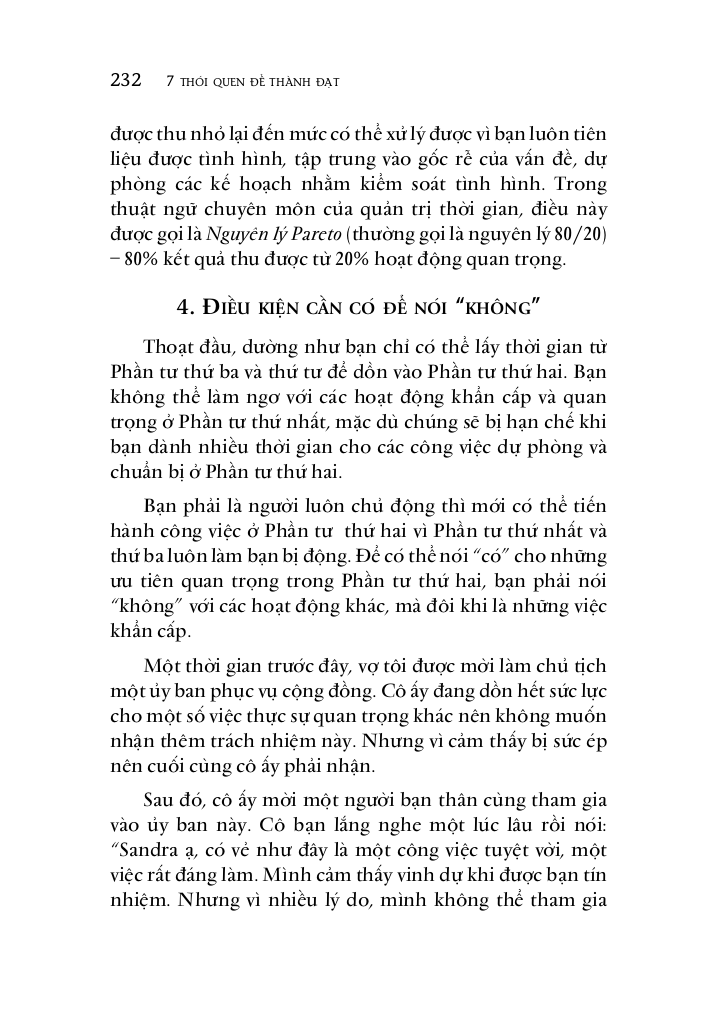 232 7 THÓI QUEN ĐỂ THÀNH ĐẠT
được thu nhỏ lại đến mức có thể xử lý được vì bạn luôn tiên
liệu được tình hình, tập trung vào gốc rễ của vấn đề, dự
phòng các kế hoạch nhằm kiểm soát tình hình. Trong
thuật ngữ chuyên môn của quản trị thời gian, điều này
được gọi là Nguyên lý Pareto (thường gọi là nguyên lý 80/20)
– 80% kết quả thu được từ 20% hoạt động quan trọng.
4. ĐIỀU KIỆN CẦN CÓ ĐỂ NÓI “KHÔNG”
Thoạt đầu, dường như bạn chỉ có thể lấy thời gian từ
Phần tư thứ ba và thứ tư để dồn vào Phần tư thứ hai. Bạn
không thể làm ngơ với các hoạt động khẩn cấp và quan
trọng ở Phần tư thứ nhất, mặc dù chúng sẽ bị hạn chế khi
bạn dành nhiều thời gian cho các công việc dự phòng và
chuẩn bị ở Phần tư thứ hai.
Bạn phải là người luôn chủ động thì mới có thể tiến
hành công việc ở Phần tư thứ hai vì Phần tư thứ nhất và
thứ ba luôn làm bạn bị động. Để có thể nói “có” cho những
ưu tiên quan trọng trong Phần tư thứ hai, bạn phải nói
“không” với các hoạt động khác, mà đôi khi là những việc
khẩn cấp.
Một thời gian trước đây, vợ tôi được mời làm chủ tịch
một ủy ban phục vụ cộng đồng. Cô ấy đang dồn hết sức lực
cho một số việc thực sự quan trọng khác nên không muốn
nhận thêm trách nhiệm này. Nhưng vì cảm thấy bị sức ép
nên cuối cùng cô ấy phải nhận.
Sau đó, cô ấy mời một người bạn thân cùng tham gia
vào ủy ban này. Cô bạn lắng nghe một lúc lâu rồi nói:
“Sandra ạ, có vẻ như đây là một công việc tuyệt vời, một
việc rất đáng làm. Mình cảm thấy vinh dự khi được bạn tín
nhiệm. Nhưng vì nhiều lý do, mình không thể tham gia